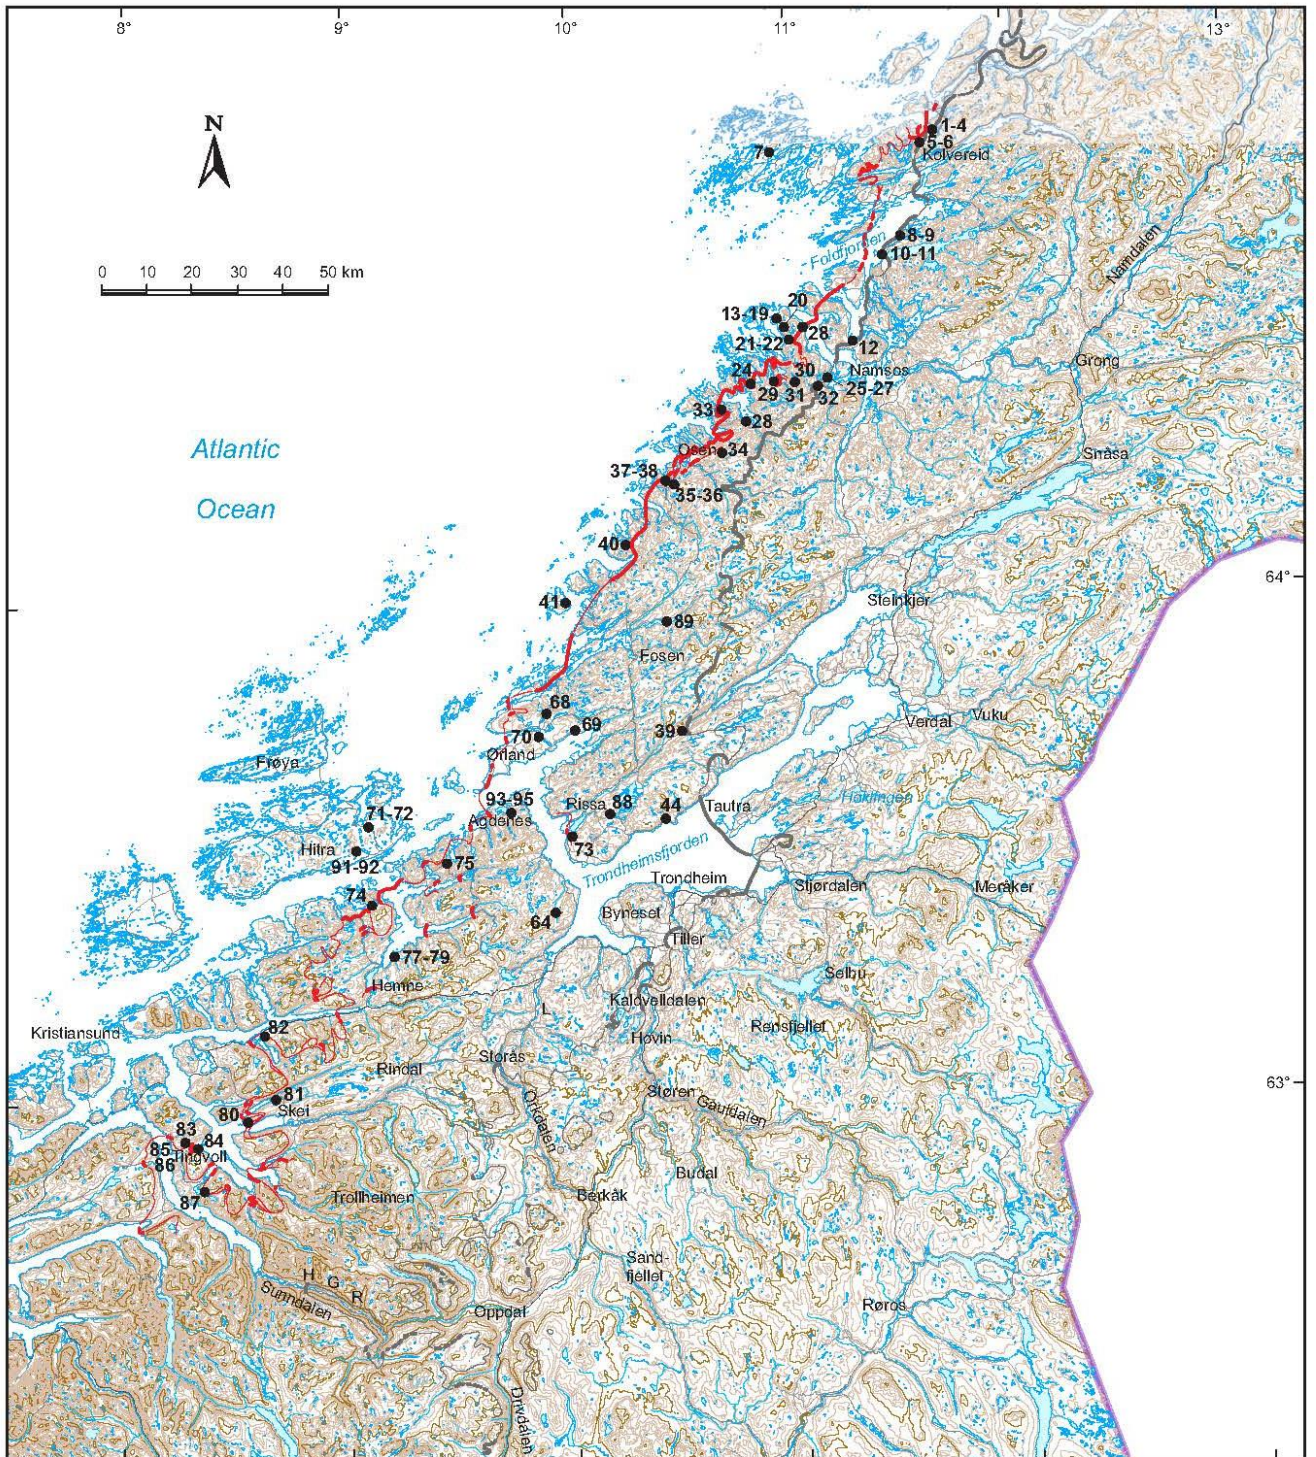 8°
9°
10°
11°
13°
N
0 10 20 30 40 50 km
1-4
5-6
Kolvereid
7
Foldfjorden
8-9
10-11
Namdalen
20
13-19
28
21-22
12
Grong
24
30
Namsos
29
31
32
25-27
33
28
Atlantic
Ocean
Osen
34
Snåsa
37-38
35-36
40
64°
41
Steinkjer
89
Fosen
68
69
70
39
Verdal
Vuku
Ørland
Frøya
93-95
Agdenes
Rissa
88
44
Tautra
71-72
73
Hitra
91-92
75
Trondheimsfjorden
Trondheim
Stjørdalen
Meråker
74
64
Byneset
Tiller
77-79
Selbu
Hemne
Kaldvelldalen
L
Rensfjellet
Kristiansund
82
Hovin
Storås
Rindal
63°
81
Skei
Støren
Gauldalen
80
Orkdalen
83
84
85
Tingvoll
86
Budal
87
Trollheimen
Berkåk
H
G
R
Sunndalen
Sand-
fjellet
Røros
Oppdal
Drivdalen